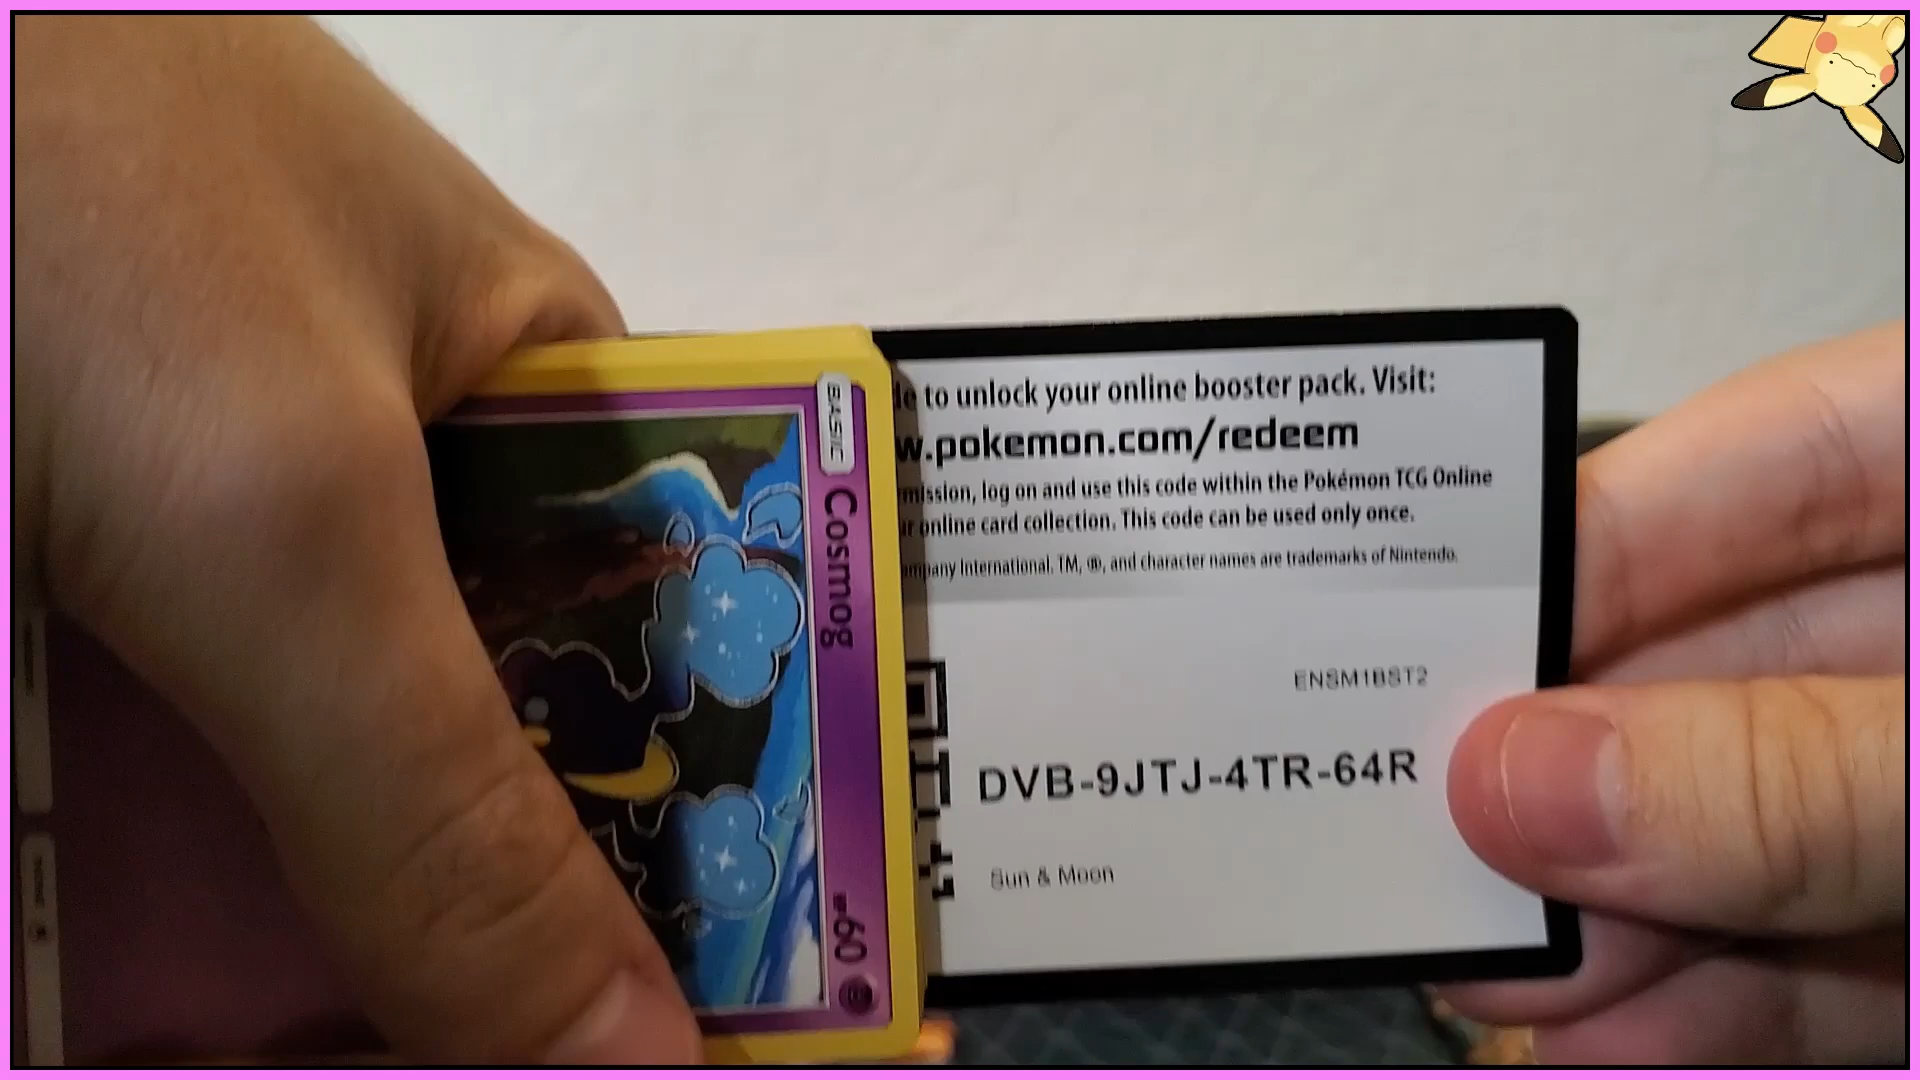 BASIC
Cosmog
HP 60
to unlock your online booster pack. Visit:
w.pokemon.com/redeem
mission, log on and use this code within the Pokémon TCG Online
r online card collection. This code can be used only once.
mpany International. TM, ®, and character names are trademarks of Nintendo.
ENSM1BST2
DVB-9JTJ-4TR-64R
Sun & Moon